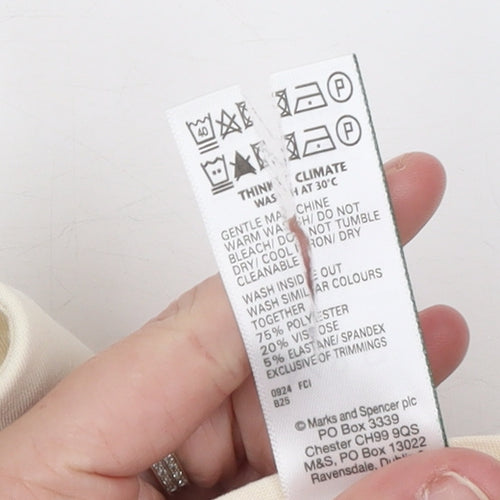 40 P
P
THINK CLIMATE
WASH AT 30°C
GENTLE MACHINE
WARM WASH/ DO NOT
BLEACH/ DO NOT TUMBLE
DRY/ COOL IRON/ DRY
CLEANABLE
WASH INSIDE OUT
WASH SIMILAR COLOURS
TOGETHER
75% POLYESTER
20% VISCOSE
5% ELASTANE/ SPANDEX
EXCLUSIVE OF TRIMMINGS
0924 FCI
B25
© Marks and Spencer plc
PO Box 3339
Chester CH99 9QS
M&S, PO Box 13022
Ravensdale,